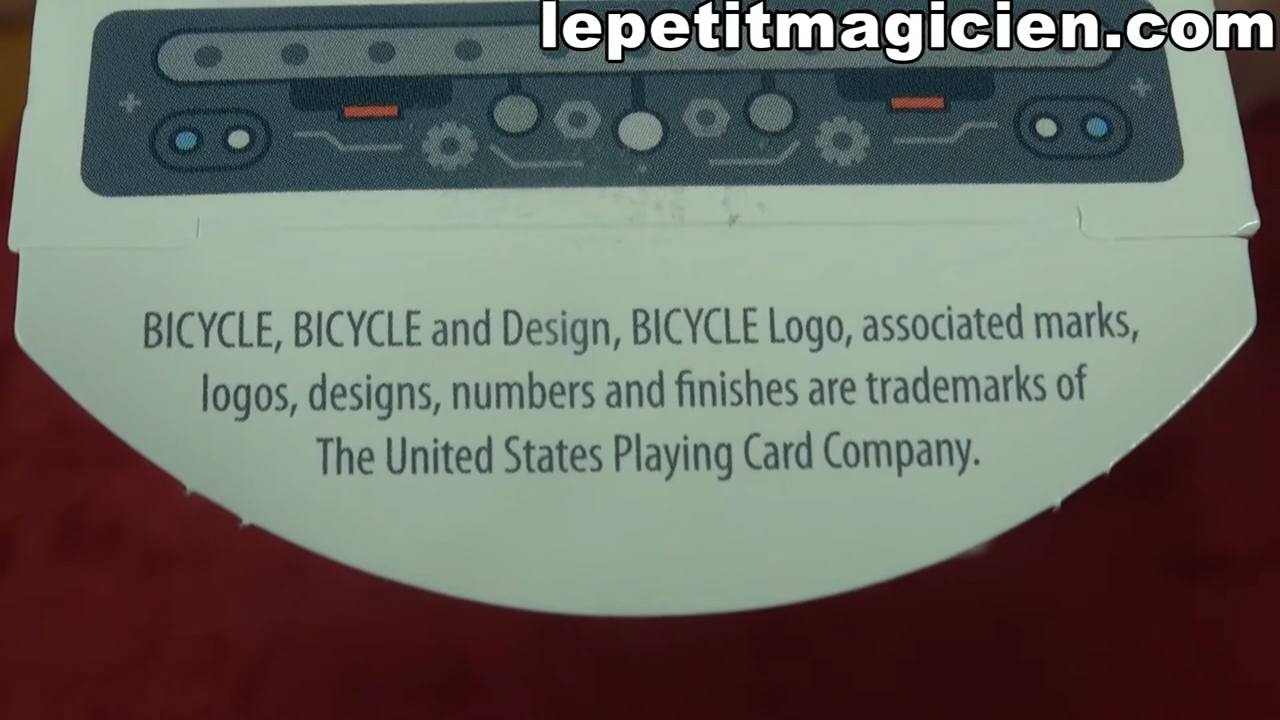 lepetitmagicien.com
BICYCLE, BICYCLE and Design, BICYCLE Logo, associated marks,
logos, designs, numbers and finishes are trademarks of
The United States Playing Card Company.